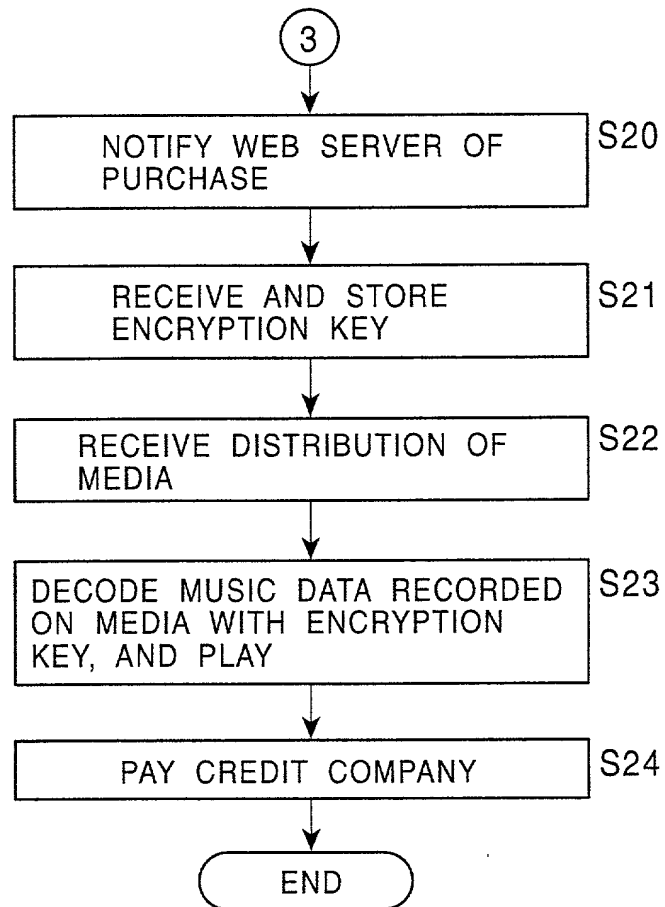 3
NOTIFY WEB SERVER OF
PURCHASE
S20
RECEIVE AND STORE
ENCRYPTION KEY
S21
RECEIVE DISTRIBUTION OF
MEDIA
S22
DECODE MUSIC DATA RECORDED
ON MEDIA WITH ENCRYPTION
KEY, AND PLAY
S23
PAY CREDIT COMPANY
S24
END